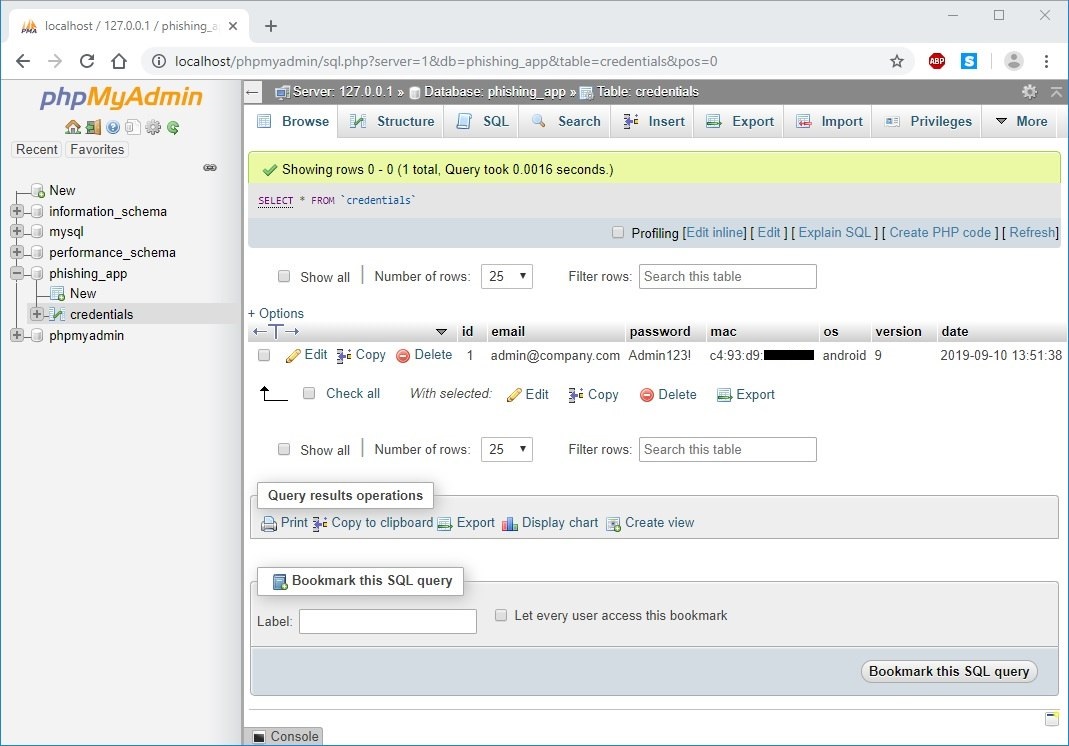 localhost / 127.0.0.1 / phishing_a
localhost/phpmyadmin/sql.php?server=1&db=phishing_app&table=credentials&pos=0
ABP
S
phpMyAdmin
Recent Favorites
New
information_schema
mysql
performance_schema
phishing_app
New
credentials
phpmyadmin
Server: 127.0.0.1 » Database: phishing_app » Table: credentials
Browse Structure SQL Search Insert Export Import Privileges More
Showing rows 0 - 0 (1 total, Query took 0.0016 seconds.)
SELECT * FROM `credentials`
Profiling [Edit inline] [ Edit ] [ Explain SQL ] [ Create PHP code ] [ Refresh]
Show all Number of rows: 25 Filter rows: Search this table
+ Options
←T→ id email password mac os version date
Edit Copy Delete 1 admin@company.com Admin123! c4:93:d9: android 9 2019-09-10 13:51:38
Check all With selected: Edit Copy Delete Export
Show all Number of rows: 25 Filter rows: Search this table
Query results operations
Print Copy to clipboard Export Display chart Create view
Bookmark this SQL query
Label: Let every user access this bookmark
Bookmark this SQL query
Console